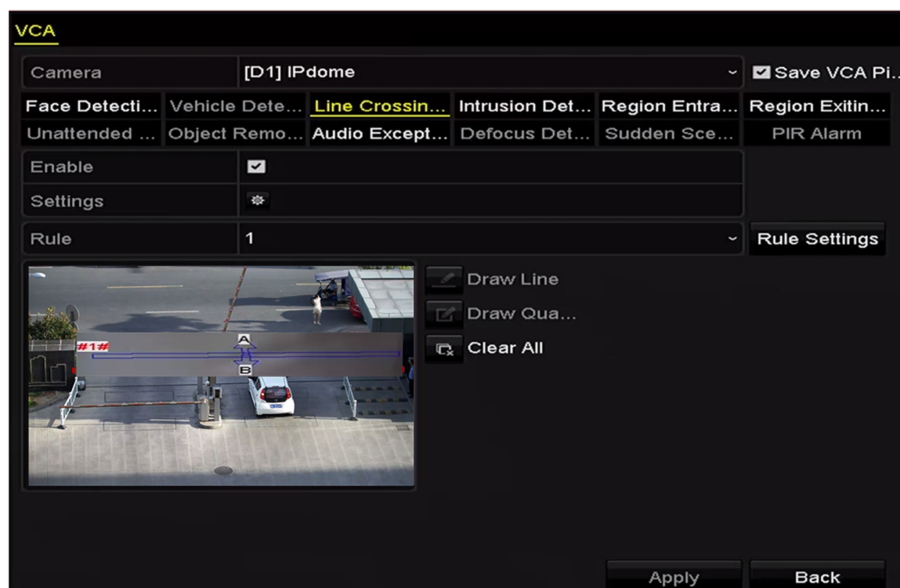 VCA
Camera [D1] IPdome Save VCA Pi..
Face Detecti... Vehicle Dete... Line Crossin... Intrusion Det... Region Entra... Region Exitin...
Unattended ... Object Remo... Audio Except... Defocus Det... Sudden Sce... PIR Alarm
Enable
Settings
Rule 1 Rule Settings
Draw Line
Draw Qua...
Clear All
#1# A
B
Apply Back